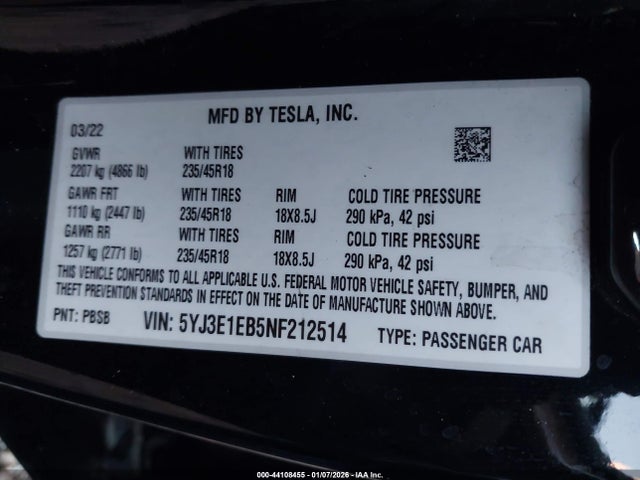 MFD BY TESLA, INC.
03/22
GVWR WITH TIRES
2207 kg (4866 lb) 235/45R18
GAWR FRT WITH TIRES RIM COLD TIRE PRESSURE
1110 kg (2447 lb) 235/45R18 18X8.5J 290 kPa, 42 psi
GAWR RR WITH TIRES RIM COLD TIRE PRESSURE
1257 kg (2771 lb) 235/45R18 18X8.5J 290 kPa, 42 psi
THIS VEHICLE CONFORMS TO ALL APPLICABLE U.S. FEDERAL MOTOR VEHICLE SAFETY, BUMPER, AND
THEFT PREVENTION STANDARDS IN EFFECT ON THE DATE OF MANUFACTURE SHOWN ABOVE.
PNT: PBSB VIN: 5YJ3E1EB5NF212514 TYPE: PASSENGER CAR
000-44108455 - 01/07/2026 - IAA Inc.